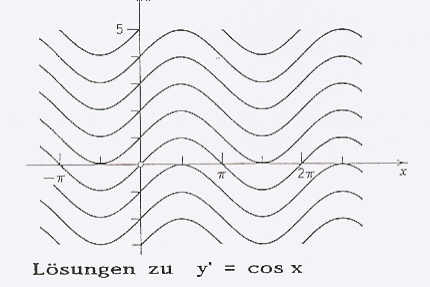 5
−π π 2π x
Lösungen zu y' = cos x